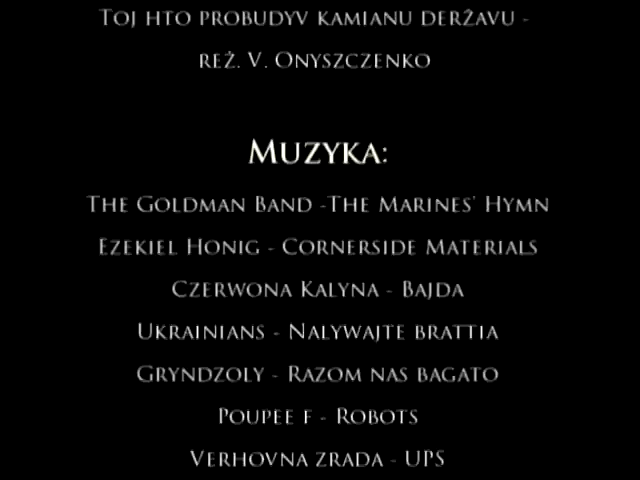 Toj hto probudyv kamianu deržavu -
reż. V. Onyszczenko
Muzyka:
The Goldman Band -The Marines' Hymn
Ezekiel Honig - Cornerside Materials
Czerwona Kalyna - Bajda
Ukrainians - Nalywajte brattia
Gryndzoly - Razom nas bagato
Poupee f - Robots
Verhovna zrada - UPS